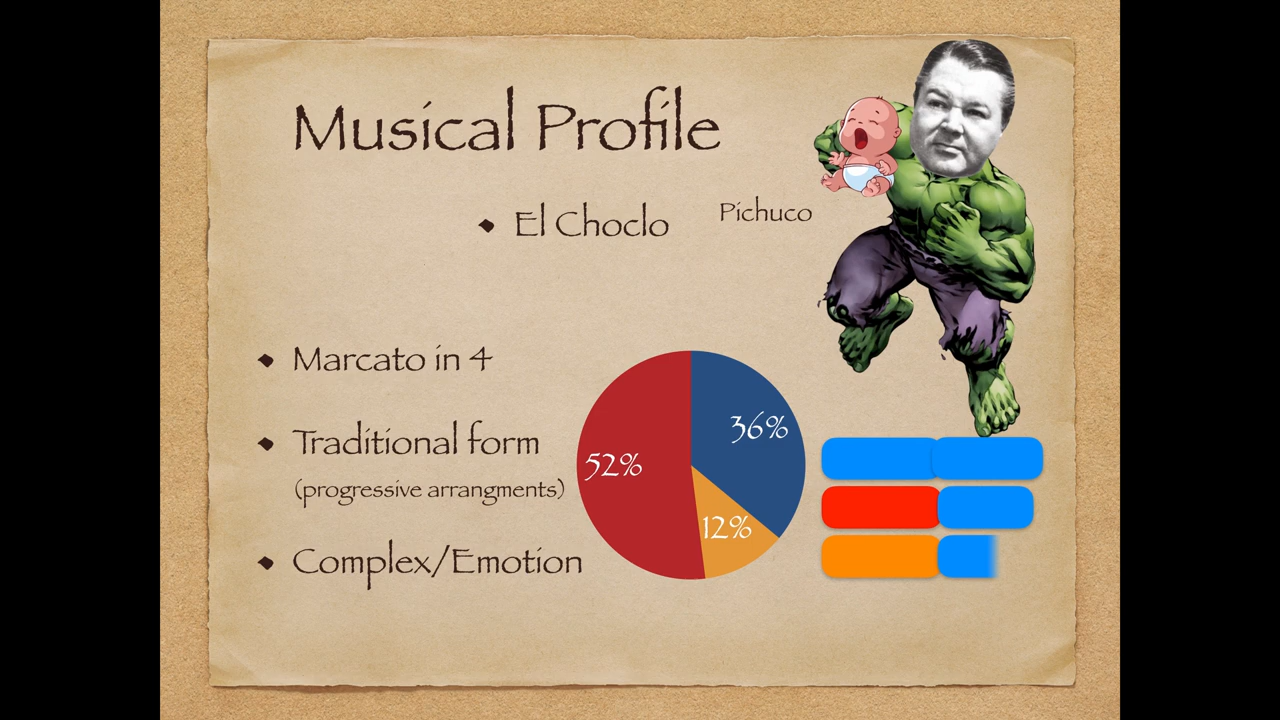 Musical Profile
El Choclo
Pichuco
Marcato in 4
Traditional form
(progressive arrangments)
Complex/Emotion
36%
52%
12%